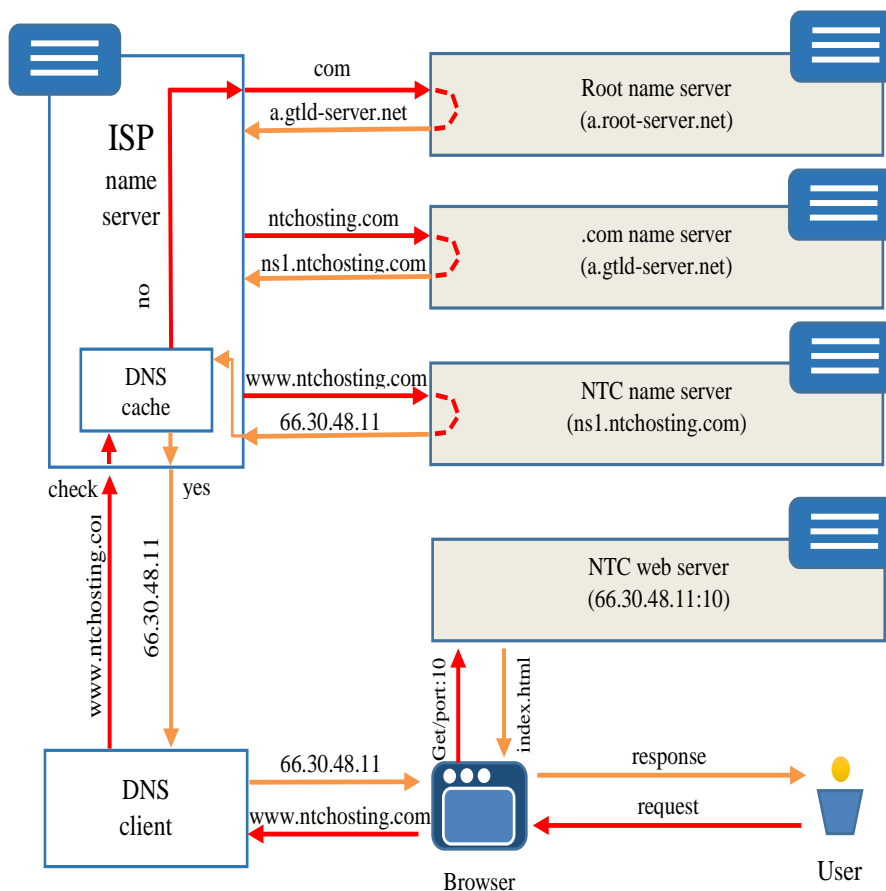 com
a.gtld-server.net
Root name server
(a.root-server.net)
ISP
name
server
no
ntchosting.com
ns1.ntchosting.com
.com name server
(a.gtld-server.net)
DNS
cache
www.ntchosting.com
66.30.48.11
NTC name server
(ns1.ntchosting.com)
check
yes
www.ntchosting.co
66.30.48.11
NTC web server
(66.30.48.11:10)
Get/port:10
index.html
DNS
client
66.30.48.11
www.ntchosting.com
response
request
Browser
User